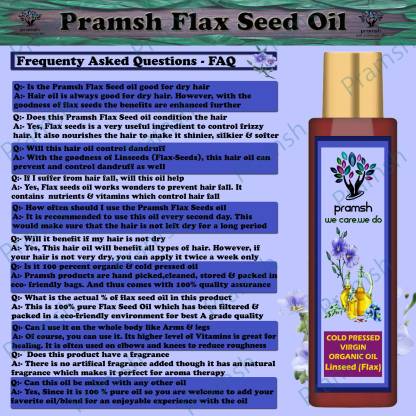 Pramsh Flax Seed Oil
Frequenty Asked Questions - FAQ
Q:- Is the Pramsh Flax Seed oil good for dry hair
A:- Hair oil is always good for dry hair. However, with the
goodness of flax seeds the benefits are enhanced further
Q:- Does this Pramsh Flax Seed Oil condition the hair
A:- Yes, Flax seeds is a very useful ingredient to control frizzy
hair. It also nourishes the hair to make it shinier, silkier & softer
Q:- Will this hair oil control dandruff
A:- With the goodness of Linseeds (Flax-Seeds), this hair oil can
prevent and control dandruff as well
Q:- If I suffer from hair fall, will this oil help
A:- Yes, Flax seeds oil works wonders to prevent hair fall. It
contains nutrients & vitamins which control hair fall
Q:- How often should I use the Pramsh Flax Seeds oil
A:- It is recommended to use this oil every second day. This
would make sure that the hair is not left dry for a long period
Q:- Will it benefit if my hair is not dry
A:- Yes, This hair oil will benefit all types of hair. However, if
your hair is not very dry, you can apply it twice a week only
Q:- Is it 100 percent organic & cold pressed oil
A:- Pramsh products are hand picked,cleaned, stored & packed in
eco- friendly bags. And thus comes with 100% quality assurance
Q:- What is the actual % of flax seed oil in this product
A:- This is 100% pure Flax Seed Oil which has been filtered &
packed in a eco-friendly environment for best A grade quality
Q:- Can I use it on the whole body like Arms & legs
A:- Of course, you can use it. Its higher level of Vitamins is great for
healing. It is often used on elbows and knees to reduce roughness
Q:- Does this product have a fragrance
A:- There is no artifical fragrance added though it has an natural
fragrance which makes it perfect for aroma therapy
Q:- Can this oil be mixed with any other oil
A:- Yes, Since it is 100 % pure oil so you are welcome to add your
favorite oil/blend for an enjoyable experience with the oil
pramsh
we care.we do
COLD PRESSED
VIRGIN
ORGANIC OIL
Linseed (Flax)